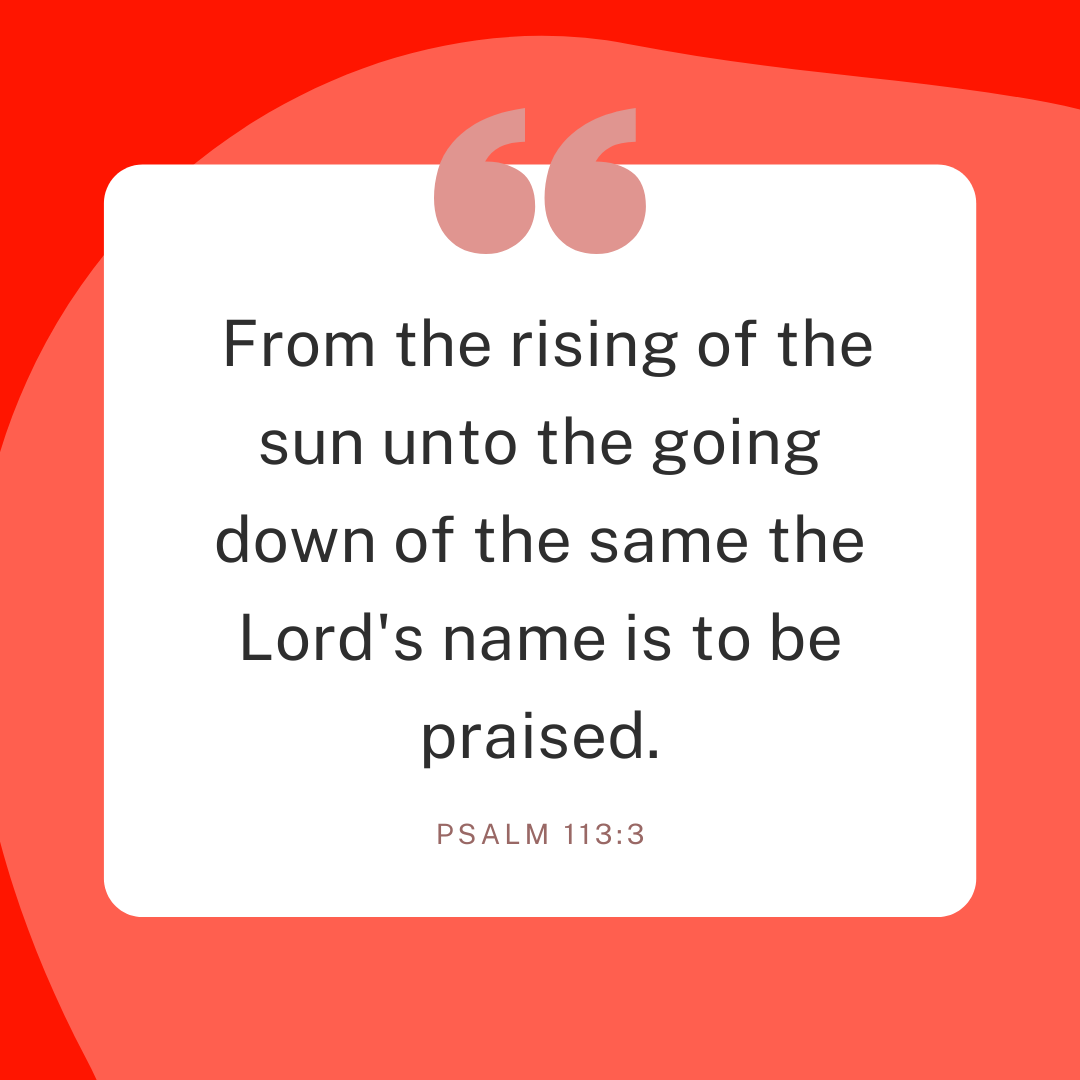 From the rising of the
sun unto the going
down of the same the
Lord's name is to be
praised.
PSALM 113:3